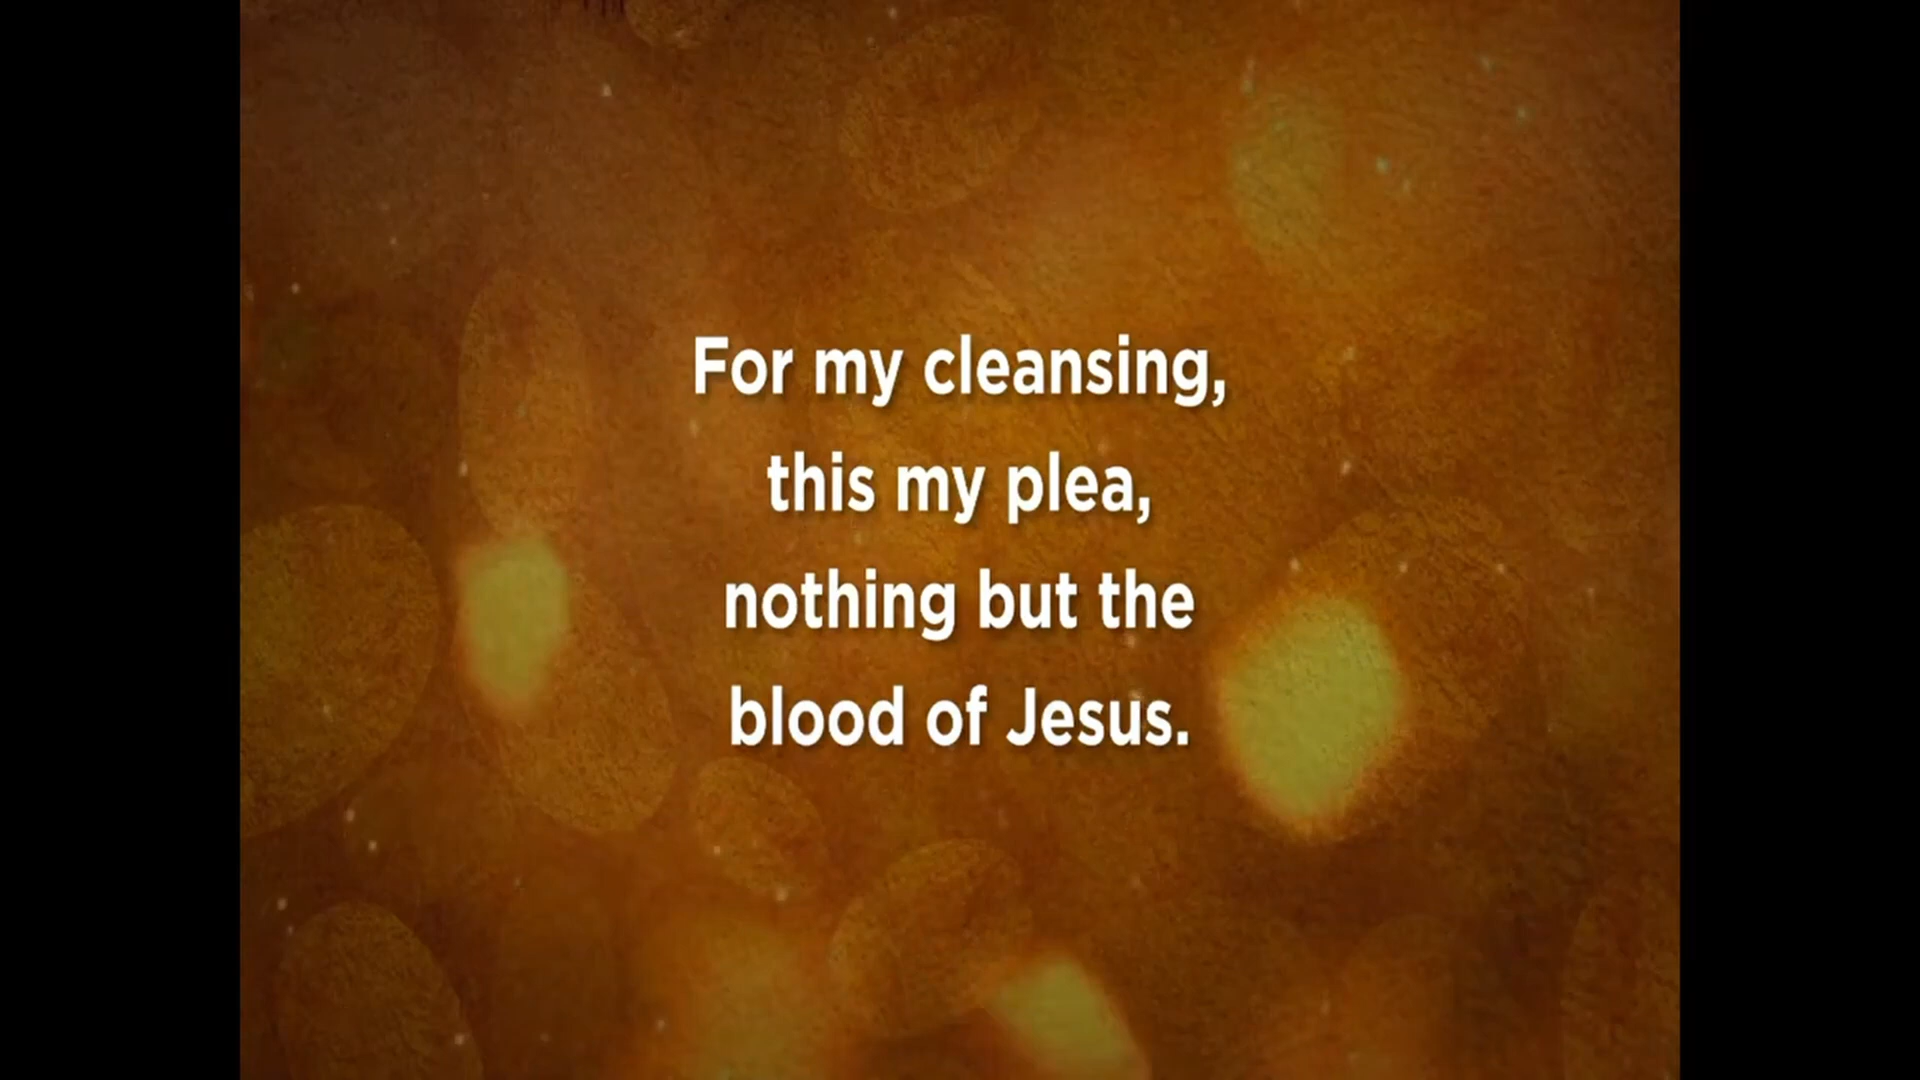 For my cleansing,
this my plea,
nothing but the
blood of Jesus.